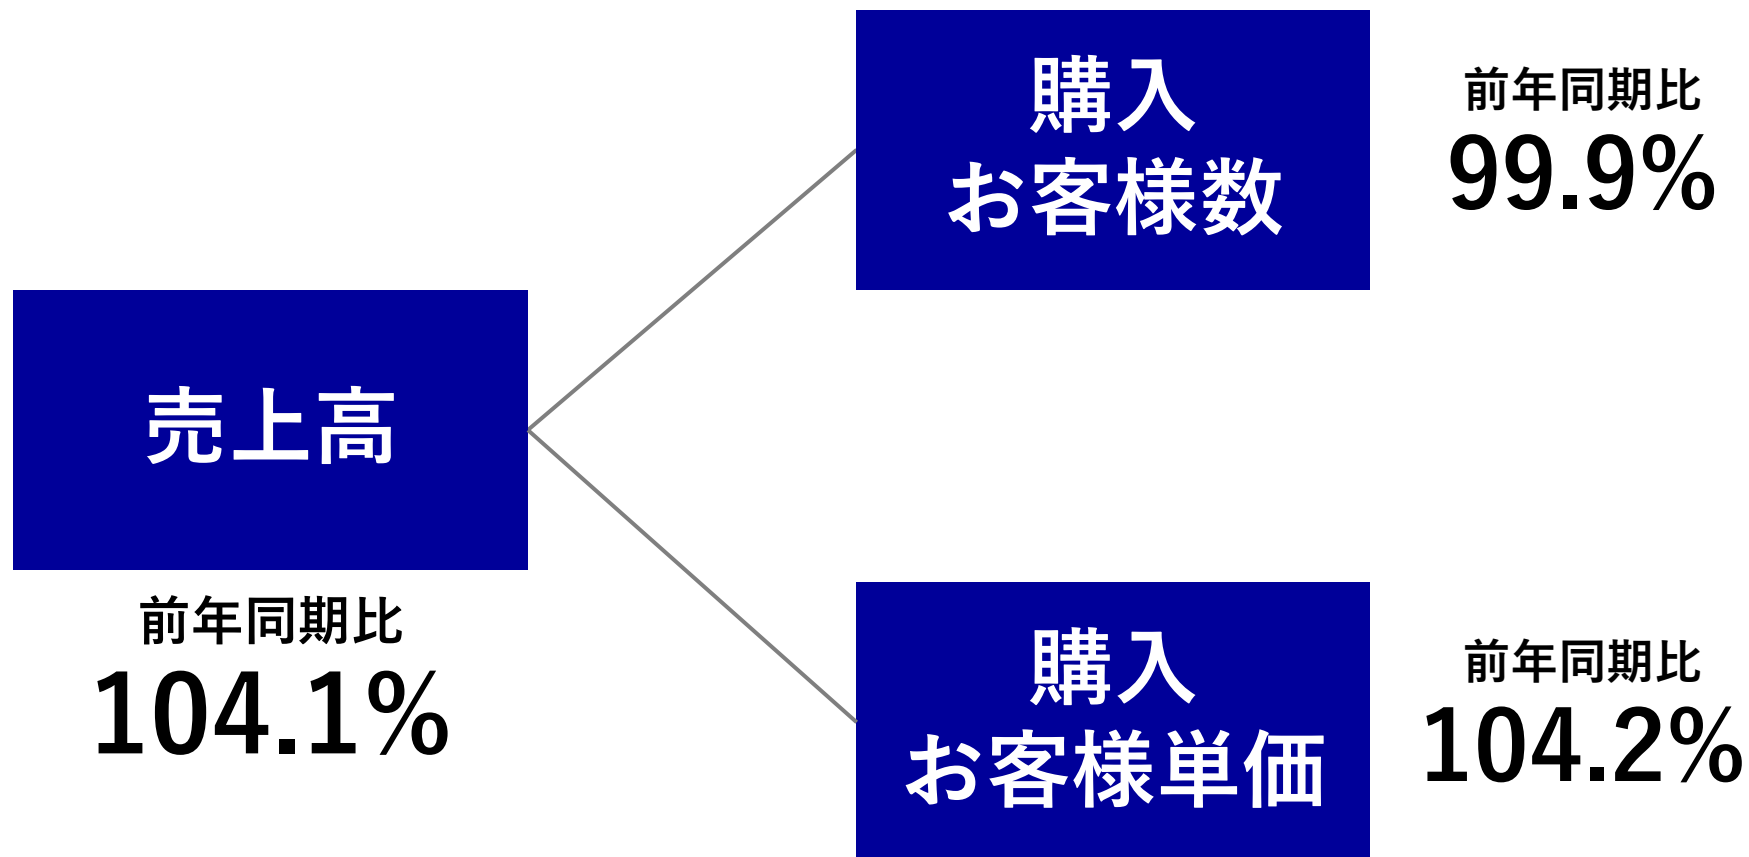 購入
お客様数
前年同期比
99.9%
売上高
前年同期比
104.1%
購入
お客様単価
前年同期比
104.2%